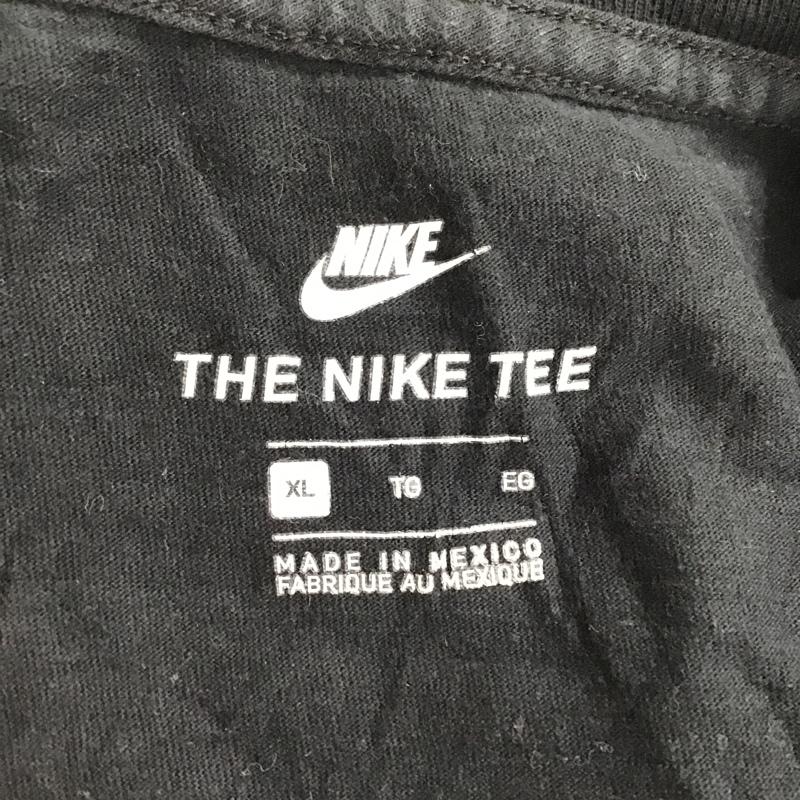 NIKE
THE NIKE TEE
XL TG EG
MADE IN MEXICO
FABRIQUE AU MEXIQUE